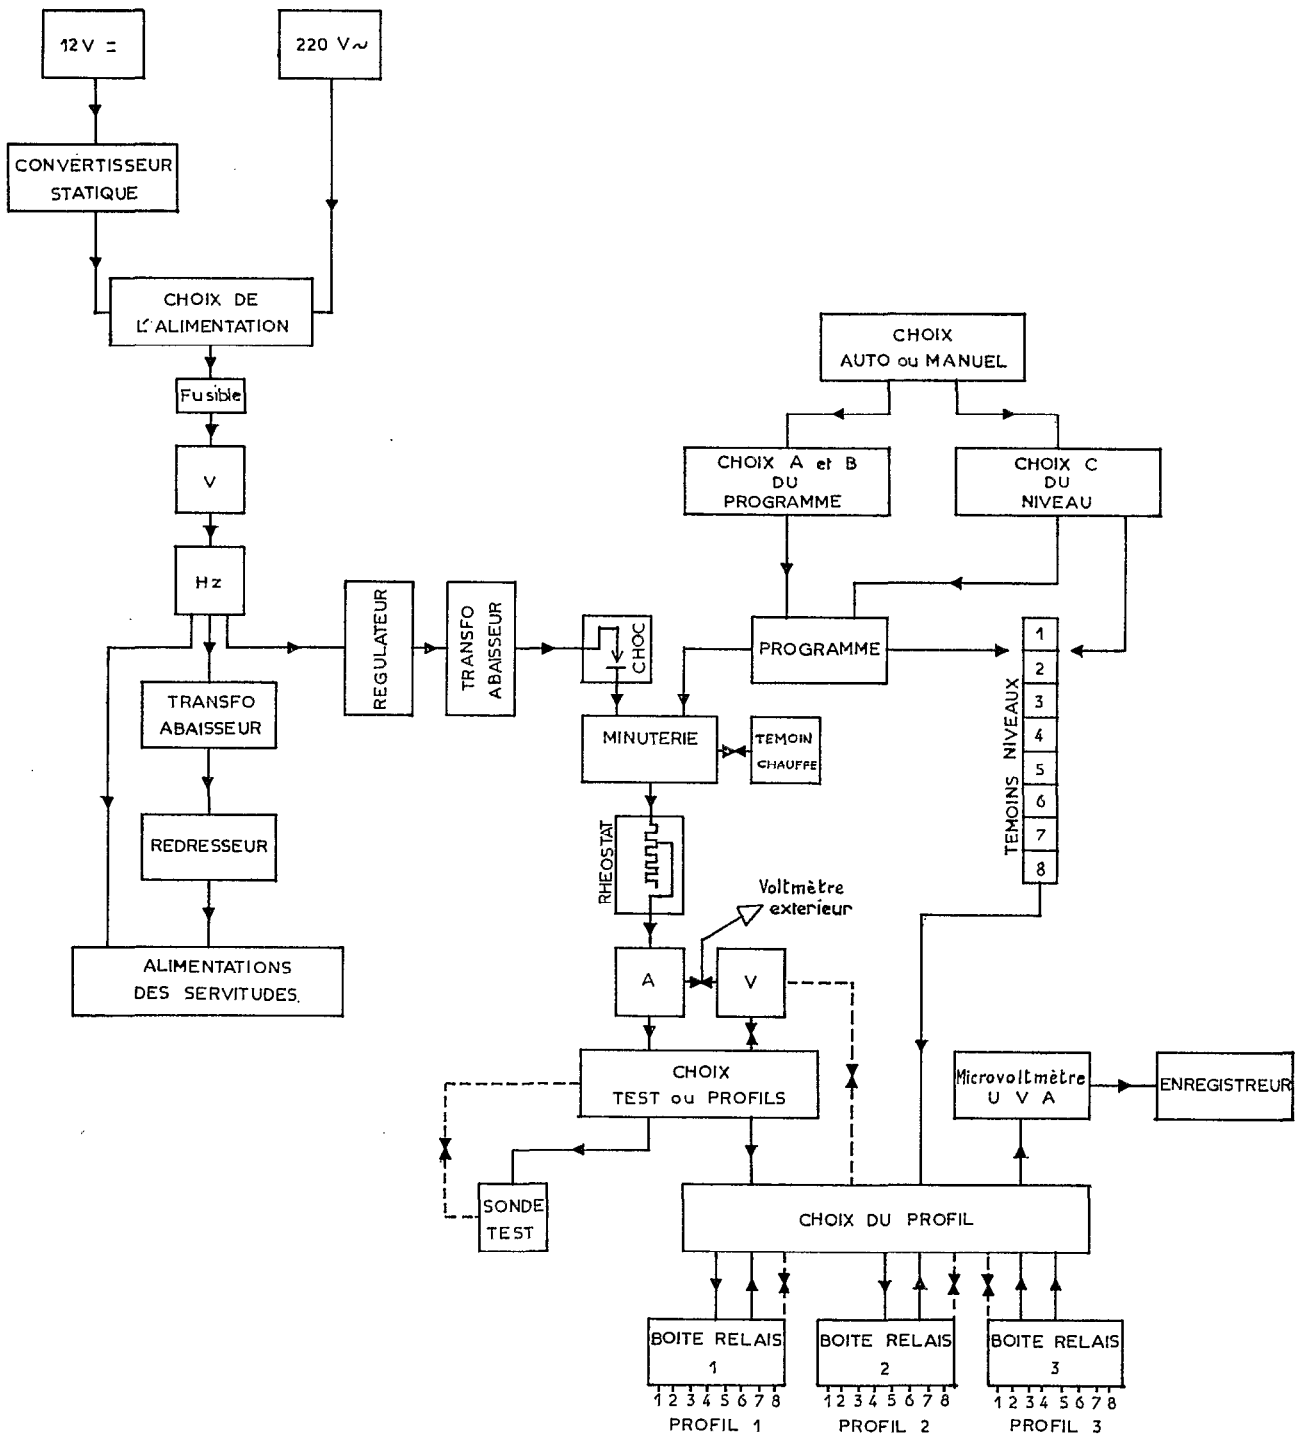 12V =
220 V~
CONVERTISSEUR
STATIQUE
CHOIX DE
L'ALIMENTATION
Fusible
V
Hz
TRANSFO
ABAISSEUR
REDRESSEUR
ALIMENTATIONS
DES SERVITUDES.
REGULATEUR
TRANSFO
ABAISSEUR
CHOC
MINUTERIE
TEMOIN
CHAUFFE
RHEOSTAT
Voltmètre
exterieur
A
V
CHOIX
TEST ou PROFILS
SONDE
TEST
CHOIX
AUTO ou MANUEL
CHOIX A et B
DU
PROGRAMME
CHOIX C
DU
NIVEAU
PROGRAMME
TEMOINS NIVEAUX
1
2
3
4
5
6
7
8
Microvoltmètre
U V A
ENREGISTREUR
CHOIX DU PROFIL
BOITE RELAIS
1
1 2 3 4 5 6 7 8
PROFIL 1
BOITE RELAIS
2
1 2 3 4 5 6 7 8
PROFIL 2
BOITE RELAIS
3
1 2 3 4 5 6 7 8
PROFIL 3